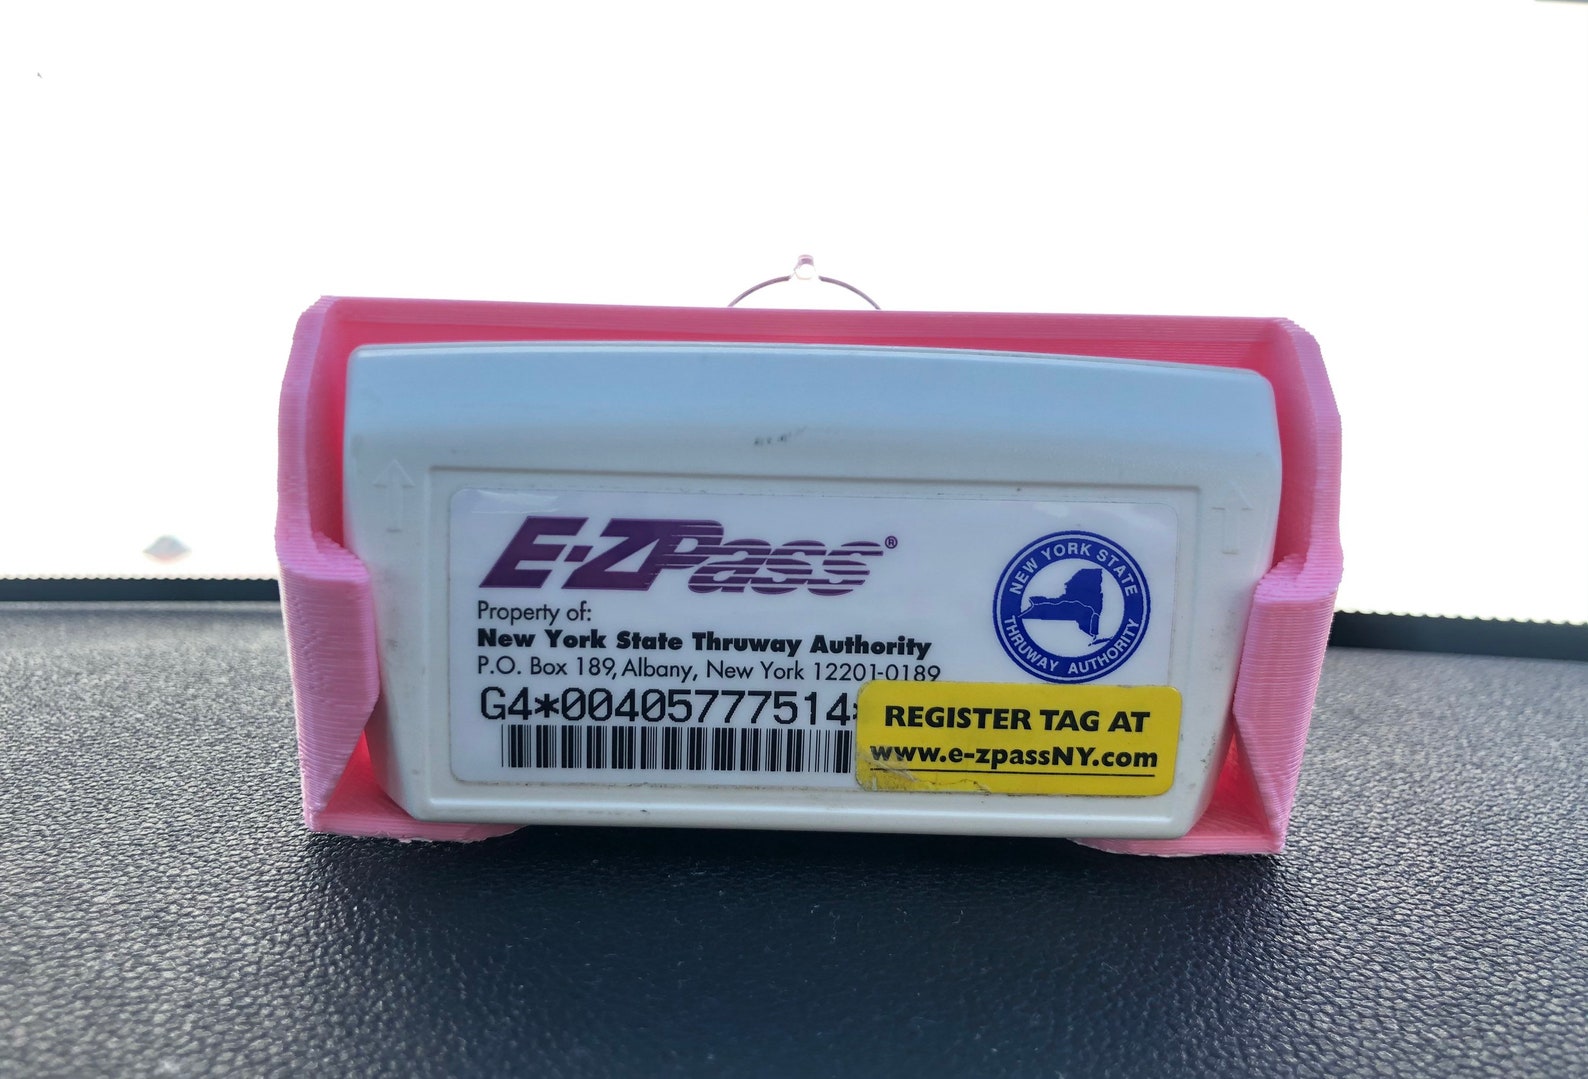 E-ZPass®
Property of:
New York State Thruway Authority
P.O. Box 189, Albany, New York 12201-0189
G4*00405777514
NEW YORK STATE
THRUWAY AUTHORITY
REGISTER TAG AT
www.e-zpassNY.com